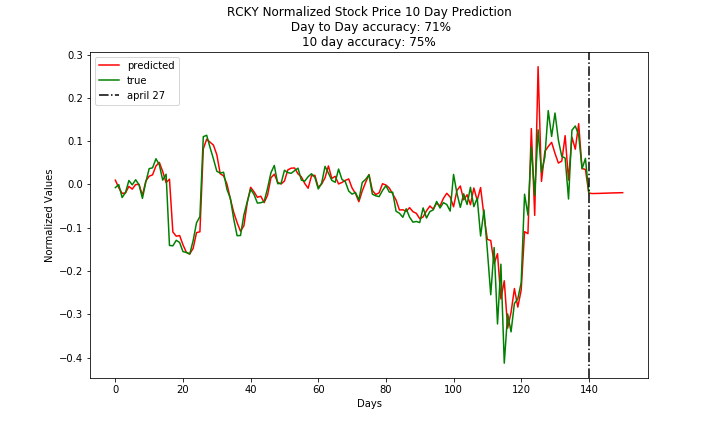 RCKY Normalized Stock Price 10 Day Prediction
Day to Day accuracy: 71%
10 day accuracy: 75%
predicted
true
april 27
Normalized Values
0.3
0.2
0.1
0.0
−0.1
−0.2
−0.3
−0.4
0
20
40
60
80
100
120
140
Days